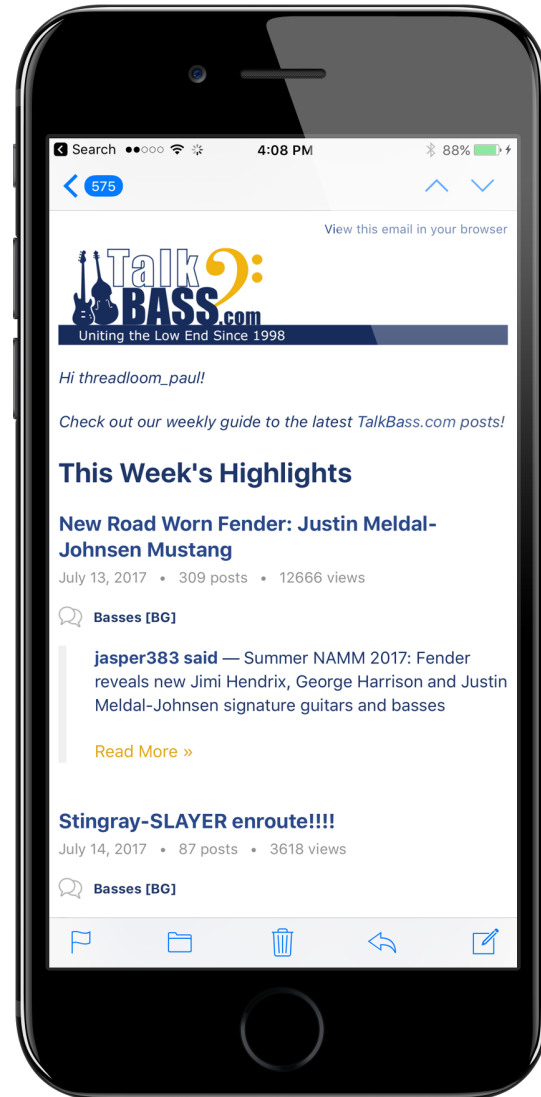 Search
4:08 PM
88%
575
View this email in your browser
Talk
BASS.com
Uniting the Low End Since 1998
Hi threadloom_paul!
Check out our weekly guide to the latest TalkBass.com posts!
This Week's Highlights
New Road Worn Fender: Justin Meldal-
Johnsen Mustang
July 13, 2017 • 309 posts • 12666 views
Basses [BG]
jasper383 said — Summer NAMM 2017: Fender
reveals new Jimi Hendrix, George Harrison and Justin
Meldal-Johnsen signature guitars and basses
Read More »
Stingray-SLAYER enroute!!!!
July 14, 2017 • 87 posts • 3618 views
Basses [BG]